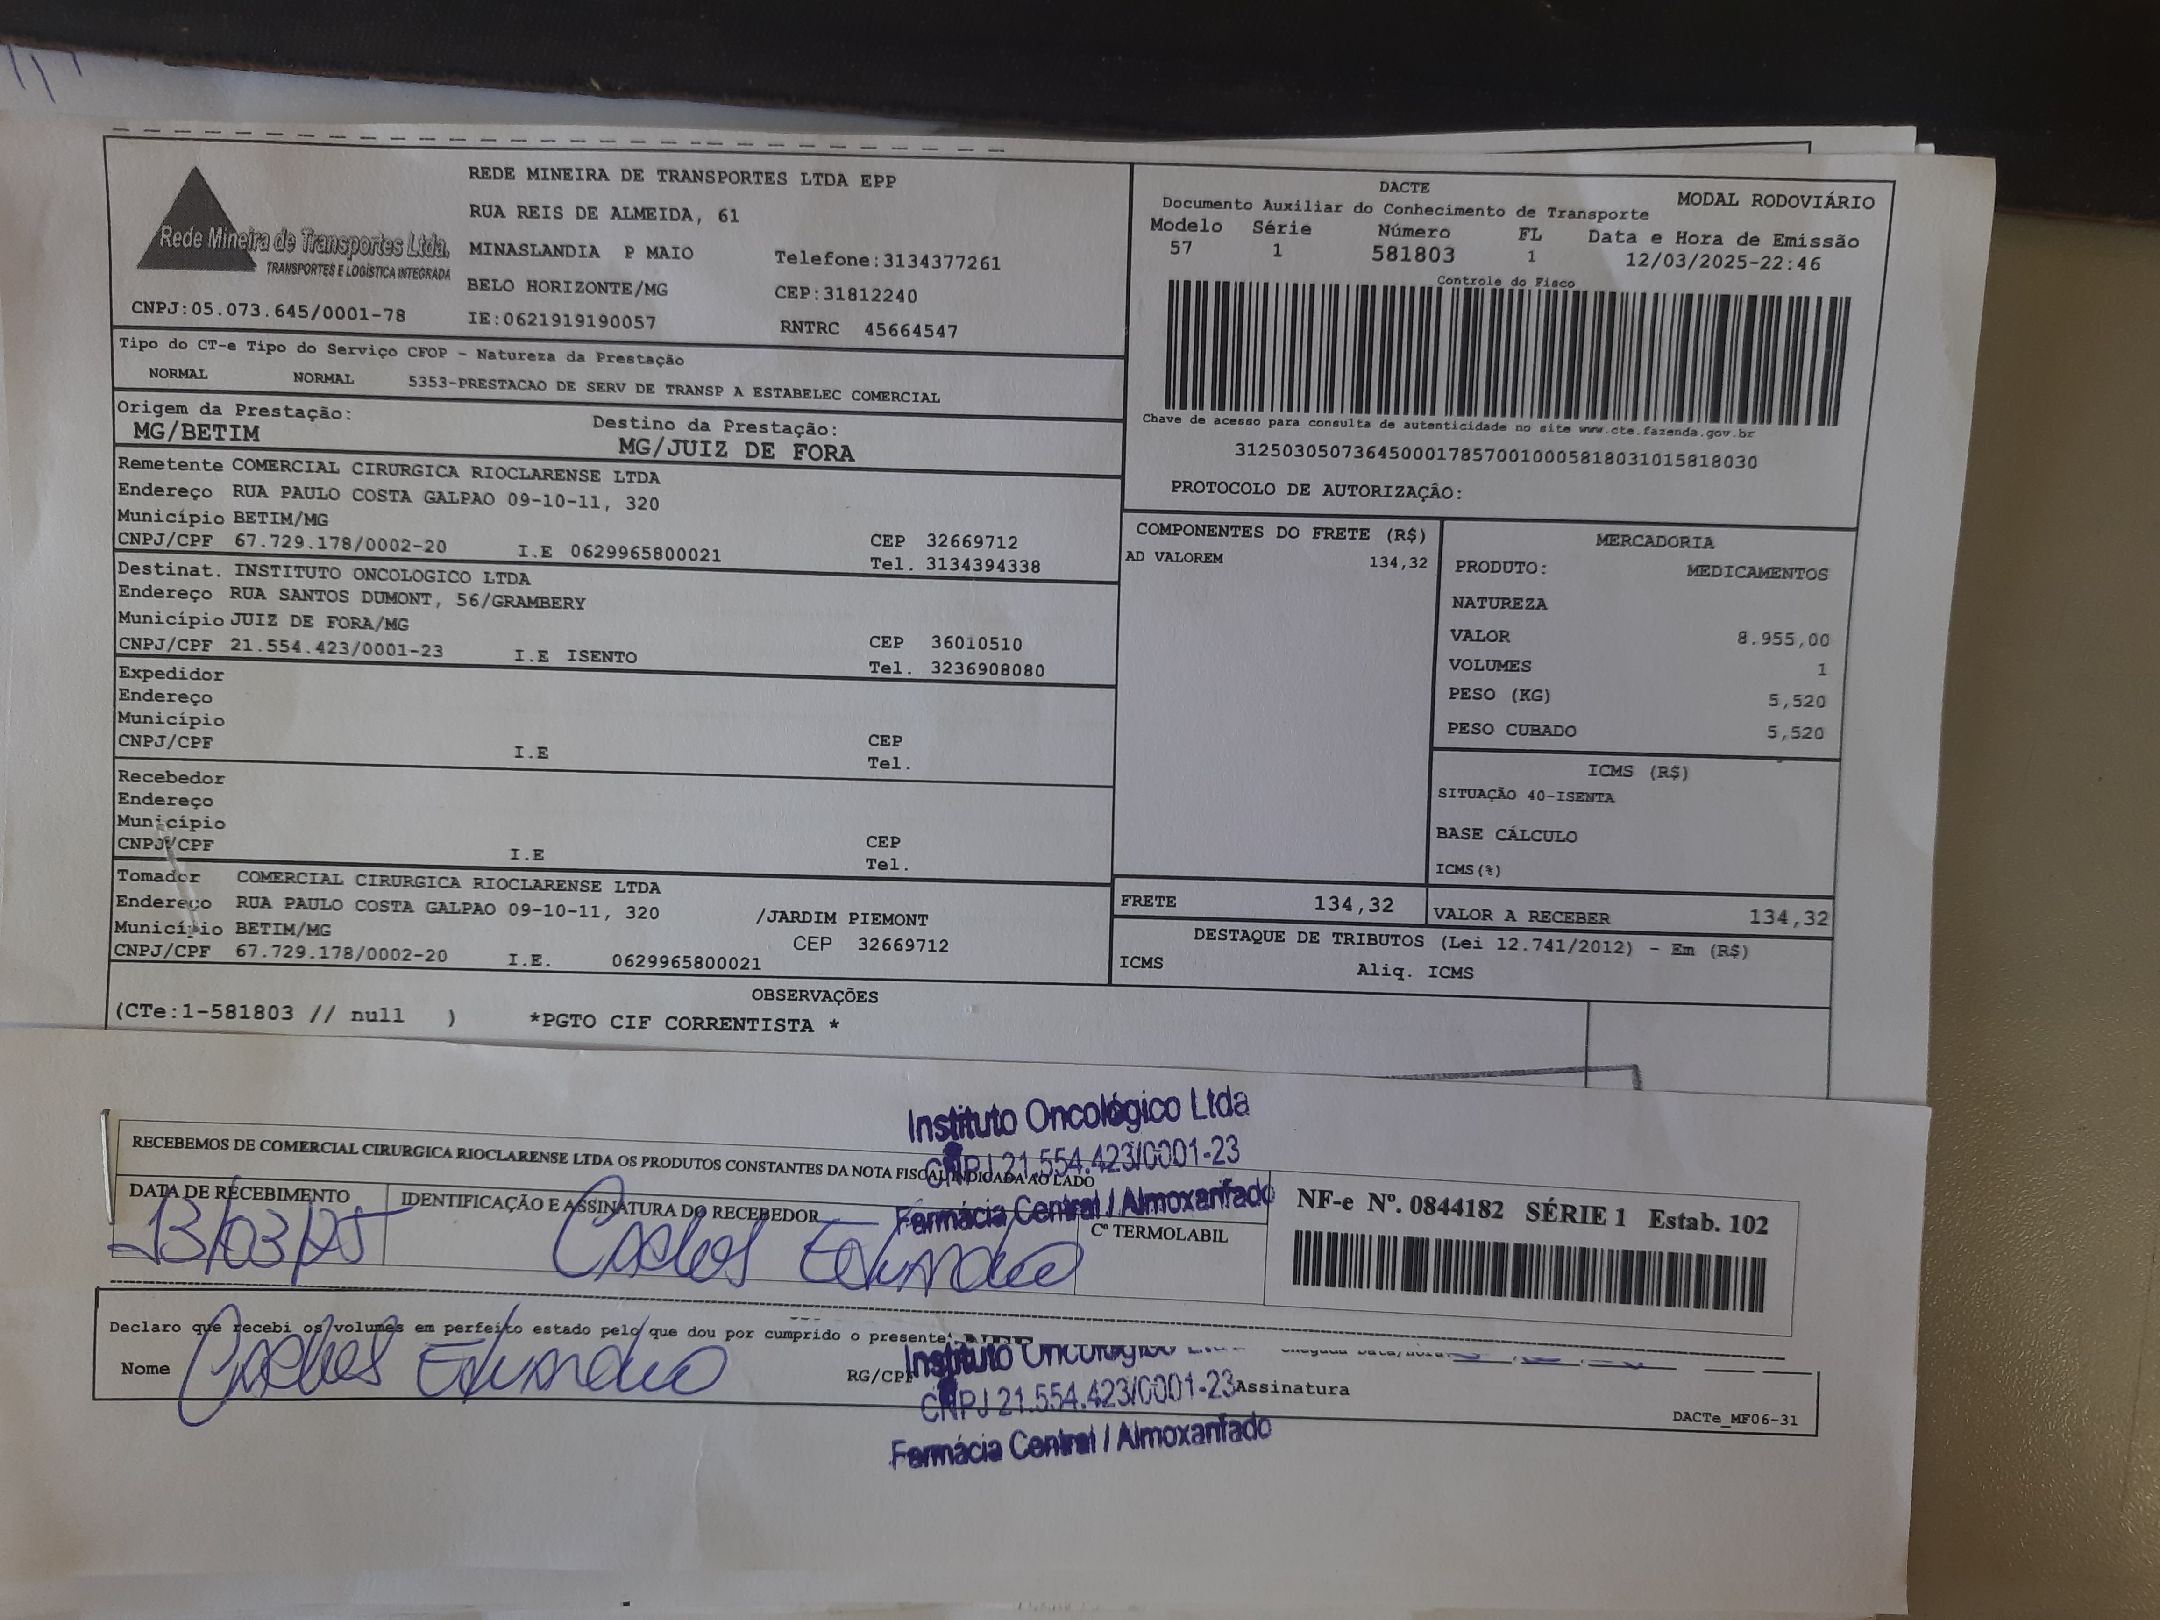 REDE MINEIRA DE TRANSPORTES LTDA EPP
RUA REIS DE ALMEIDA, 61
Rede Mineira de Transportes Ltda.
TRANSPORTES E LOGÍSTICA INTEGRADA
MINASLANDIA P MAIO Telefone:3134377261
BELO HORIZONTE/MG CEP:31812240
CNPJ:05.073.645/0001-78 IE:0621919190057 RNTRC 45664547
DACTE MODAL RODOVIÁRIO
Documento Auxiliar do Conhecimento de Transporte
Modelo Série Número FL Data e Hora de Emissão
57 1 581803 1 12/03/2025-22:46
Controle do Fisco
Chave de acesso para consulta de autenticidade no site www.cte.fazenda.gov.br
31250305073645000178570010005818031015818030
PROTOCOLO DE AUTORIZAÇÃO:
Tipo do CT-e Tipo do Serviço CFOP - Natureza da Prestação
NORMAL NORMAL 5353-PRESTACAO DE SERV DE TRANSP A ESTABELEC COMERCIAL
Origem da Prestação: Destino da Prestação:
MG/BETIM MG/JUIZ DE FORA
Remetente COMERCIAL CIRURGICA RIOCLARENSE LTDA
Endereço RUA PAULO COSTA GALPAO 09-10-11, 320
Município BETIM/MG CEP 32669712
CNPJ/CPF 67.729.178/0002-20 I.E 0629965800021 Tel. 3134394338
Destinat. INSTITUTO ONCOLOGICO LTDA
Endereço RUA SANTOS DUMONT, 56/GRAMBERY
Município JUIZ DE FORA/MG CEP 36010510
CNPJ/CPF 21.554.423/0001-23 I.E ISENTO Tel. 3236908080
Expedidor
Endereço
Município CEP
CNPJ/CPF I.E Tel.
Recebedor
Endereço
Município CEP
CNPJ/CPF I.E Tel.
Tomador COMERCIAL CIRURGICA RIOCLARENSE LTDA
Endereço RUA PAULO COSTA GALPAO 09-10-11, 320 /JARDIM PIEMONT
Município BETIM/MG CEP 32669712
CNPJ/CPF 67.729.178/0002-20 I.E. 0629965800021
COMPONENTES DO FRETE (R$)
AD VALOREM 134,32
MERCADORIA
PRODUTO: MEDICAMENTOS
NATUREZA
VALOR 8.955,00
VOLUMES 1
PESO (KG) 5,520
PESO CUBADO 5,520
ICMS (R$)
SITUAÇÃO 40-ISENTA
BASE CÁLCULO
ICMS(%)
FRETE 134,32 VALOR A RECEBER 134,32
DESTAQUE DE TRIBUTOS (Lei 12.741/2012) - Em (R$)
ICMS Aliq. ICMS
OBSERVAÇÕES
(CTe:1-581803 // null ) *PGTO CIF CORRENTISTA *
Instituto Oncológico Ltda
CNPJ 21.554.423/0001-23
Farmácia Central / Almoxarifado
RECEBEMOS DE COMERCIAL CIRURGICA RIOCLARENSE LTDA OS PRODUTOS CONSTANTES DA NOTA FISCAL INDICADA AO LADO
DATA DE RECEBIMENTO IDENTIFICAÇÃO E ASSINATURA DO RECEBEDOR Cº TERMOLABIL
13/03/25 Carlos Eduardo
NF-e Nº. 0844182 SÉRIE 1 Estab. 102
Declaro que recebi os volumes em perfeito estado pelo que dou por cumprido o presente
Nome Carlos Eduardo RG/CPF Assinatura
Instituto Oncológico
CNPJ 21.554.423/0001-23
Farmácia Central / Almoxarifado
DACTe_MF06-31